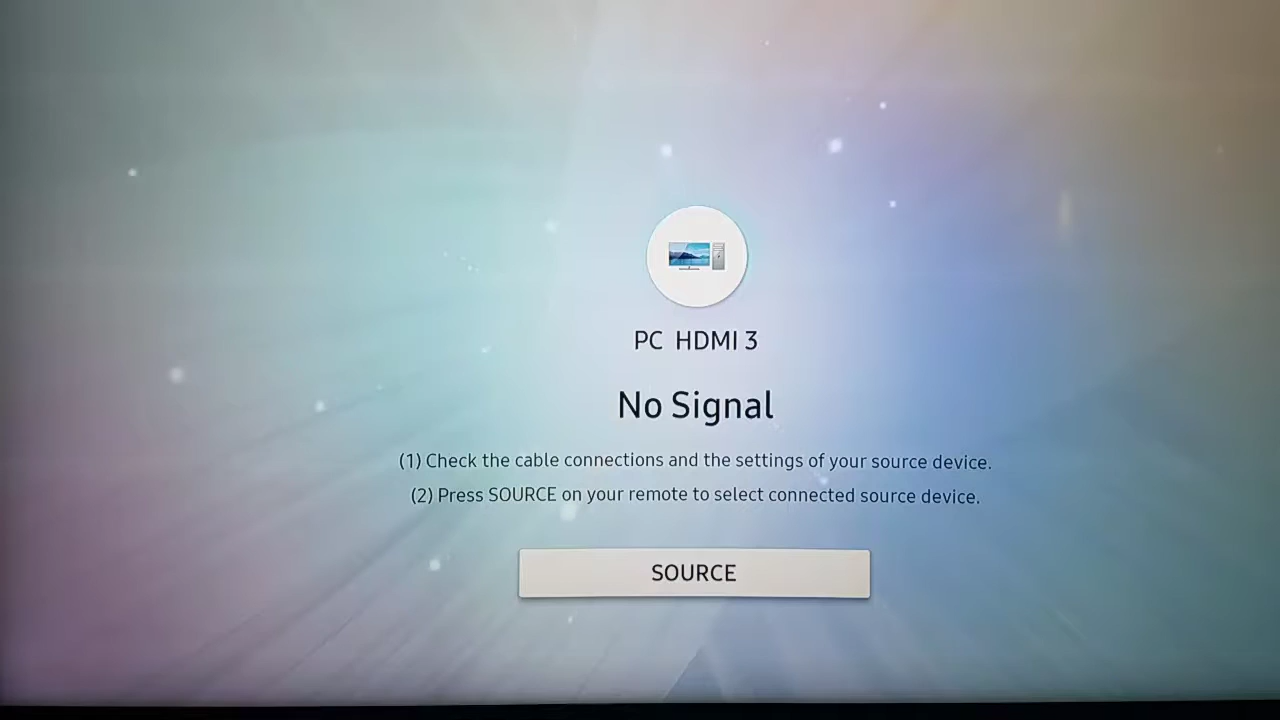 PC HDMI 3
No Signal
(1) Check the cable connections and the settings of your source device.
(2) Press SOURCE on your remote to select connected source device.
SOURCE